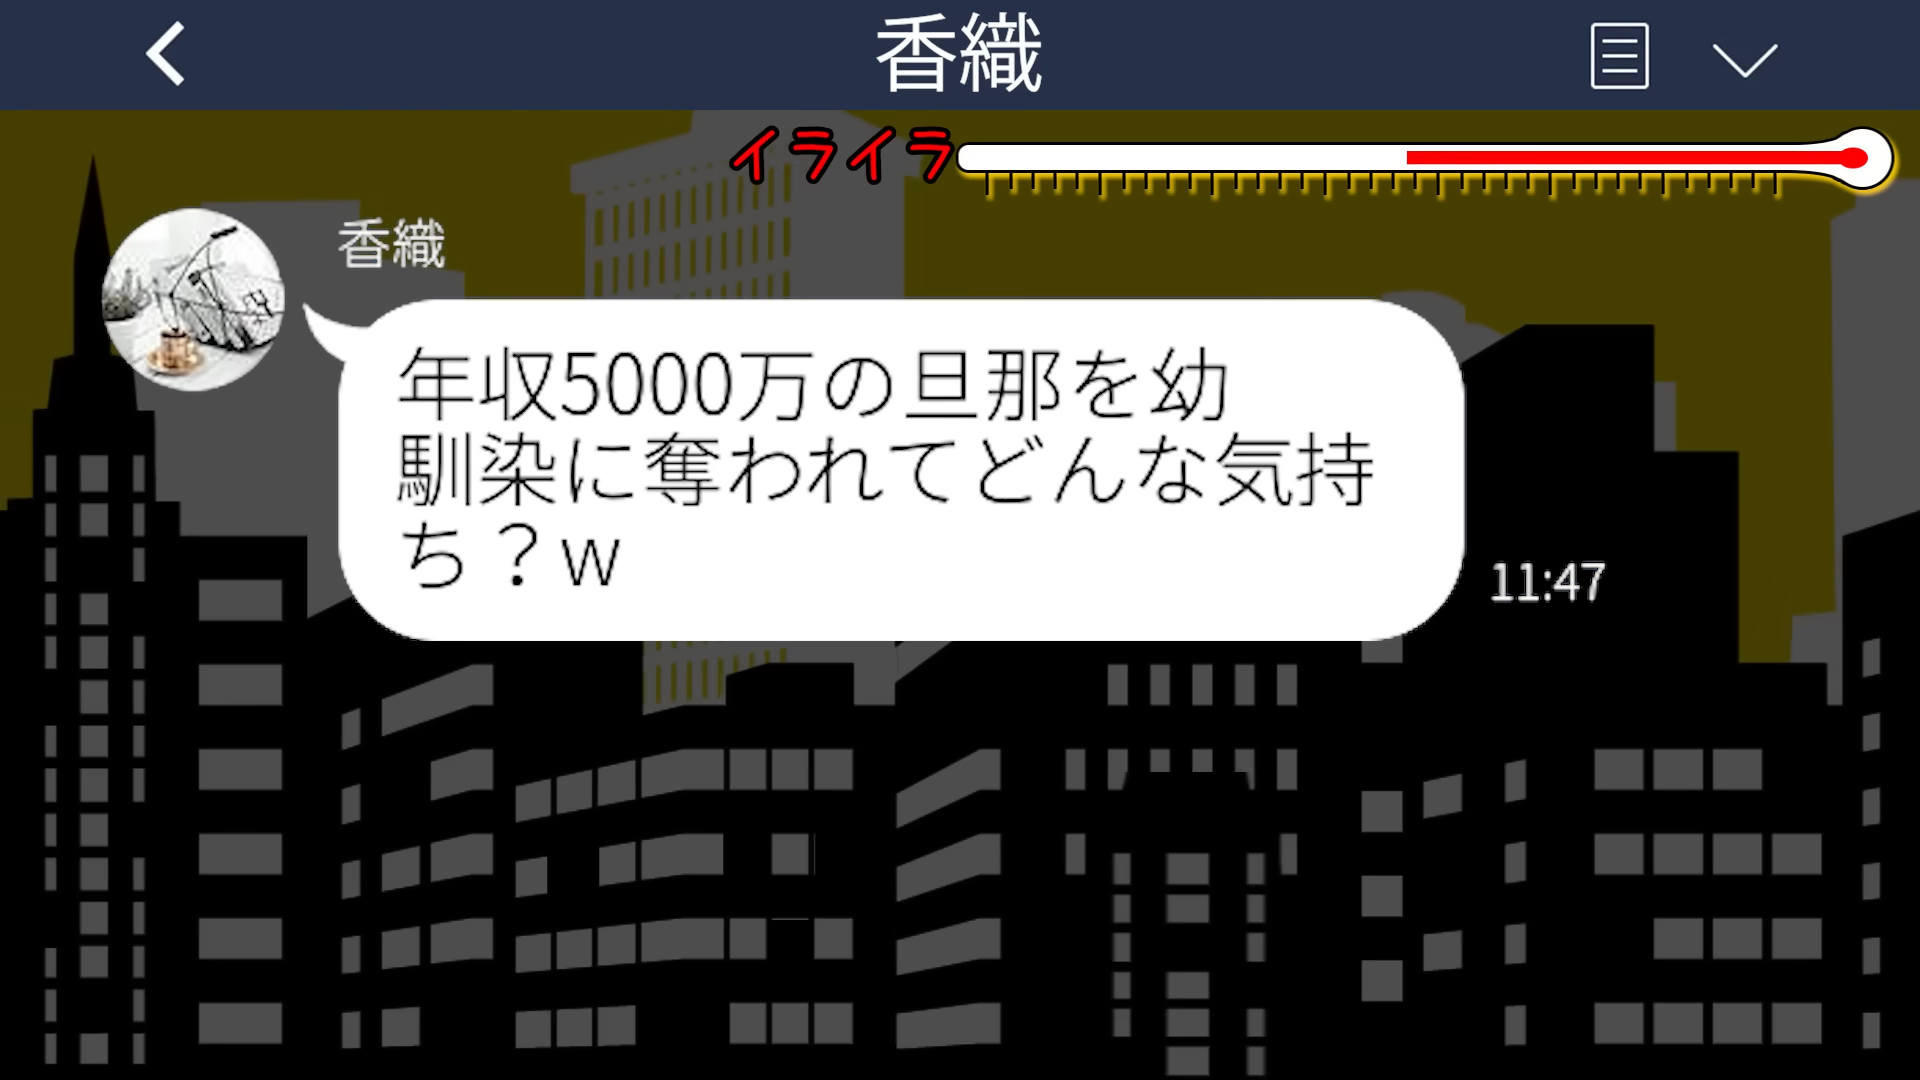 香織
イライラ
香織
年収5000万の旦那を幼
馴染に奪われてどんな気持
ち？w
11:47